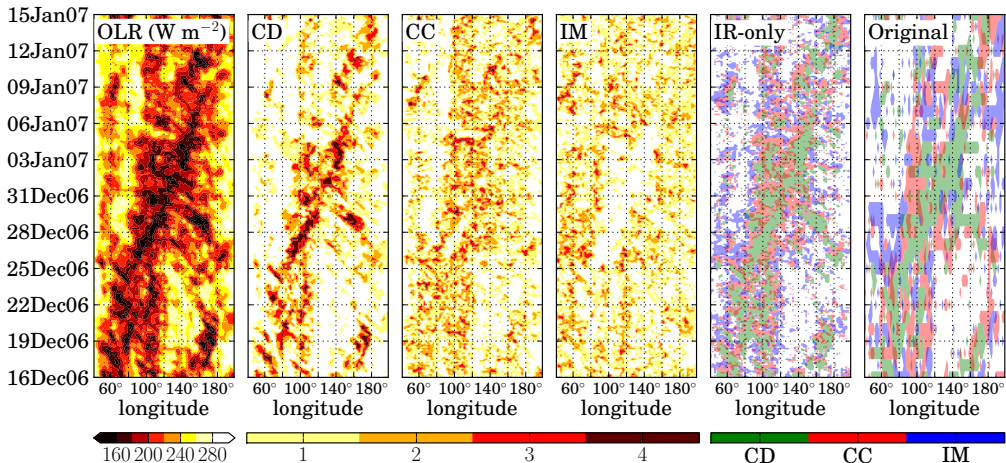 15Jan07
12Jan07
09Jan07
06Jan07
03Jan07
31Dec06
28Dec06
25Dec06
22Dec06
19Dec06
16Dec06
OLR (W m⁻²)
CD
CC
IM
IR-only
Original
60° 100° 140° 180°
60° 100° 140° 180°
60° 100° 140° 180°
60° 100° 140° 180°
60° 100° 140° 180°
60° 100° 140° 180°
longitude longitude longitude longitude longitude longitude
160 200 240 280
1 2 3 4
CD CC IM